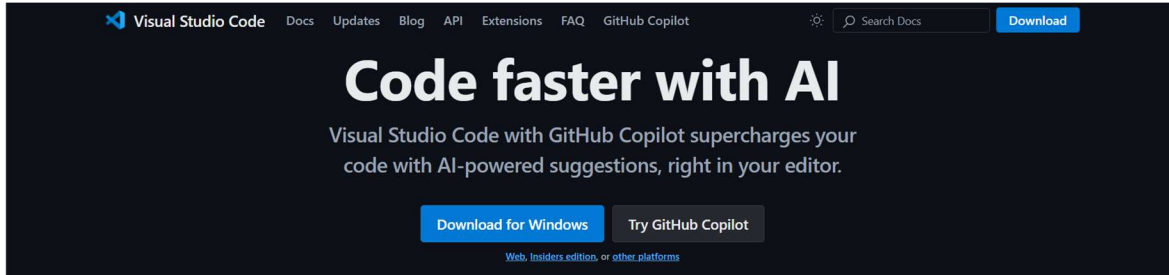 Visual Studio Code Docs Updates Blog API Extensions FAQ GitHub Copilot Search Docs Download
Code faster with AI
Visual Studio Code with GitHub Copilot supercharges your
code with AI-powered suggestions, right in your editor.
Download for Windows Try GitHub Copilot
Web, Insiders edition, or other platforms